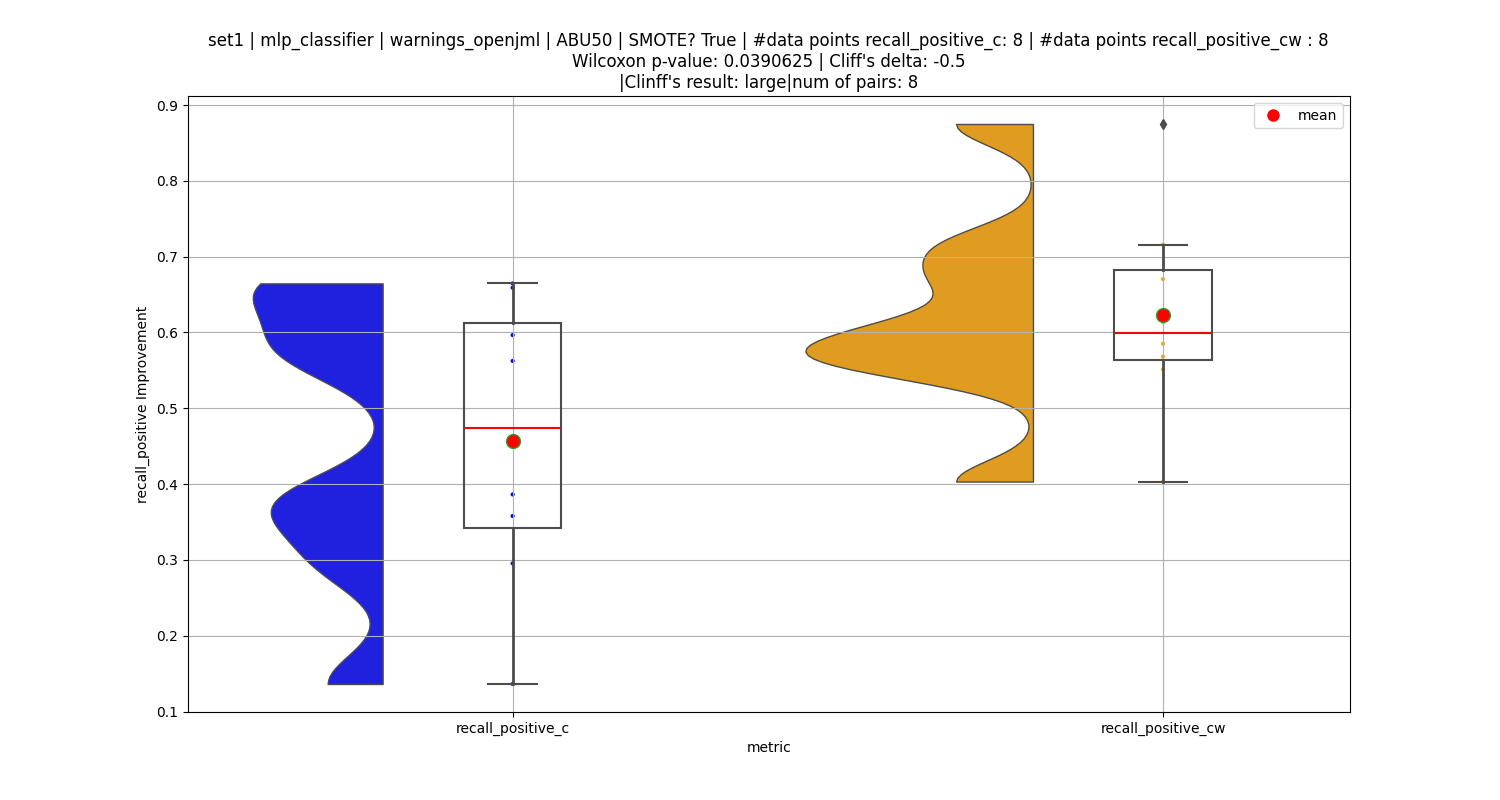 set1 | mlp_classifier | warnings_openjml | ABU50 | SMOTE? True | #data points recall_positive_c: 8 | #data points recall_positive_cw : 8
Wilcoxon p-value: 0.0390625 | Cliff's delta: -0.5
|Clinff's result: large|num of pairs: 8
mean
0.9
0.8
0.7
0.6
0.5
0.4
0.3
0.2
0.1
recall_positive Improvement
recall_positive_c
recall_positive_cw
metric